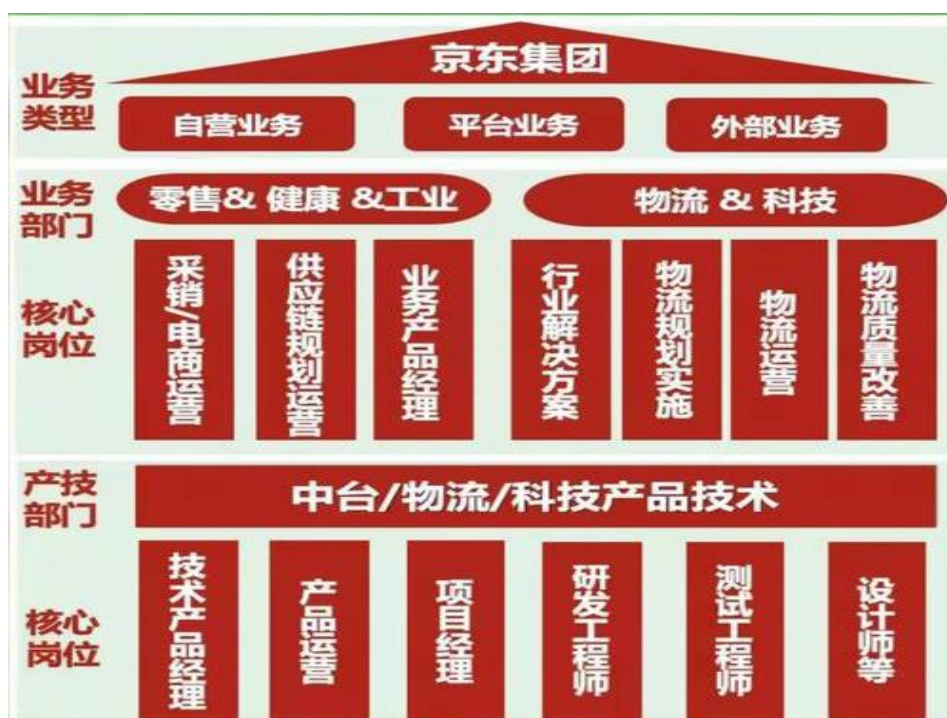 京东集团
业务
类型
自营业务
平台业务
外部业务
业务
部门
零售& 健康 &工业
物流 & 科技
核心
岗位
采销/电商运营
供应链规划运营
业务产品经理
行业解决方案
物流规划实施
物流运营
物流质量改善
产技
部门
中台/物流/科技产品技术
核心
岗位
技术产品经理
产品运营
项目经理
研发工程师
测试工程师
设计师等